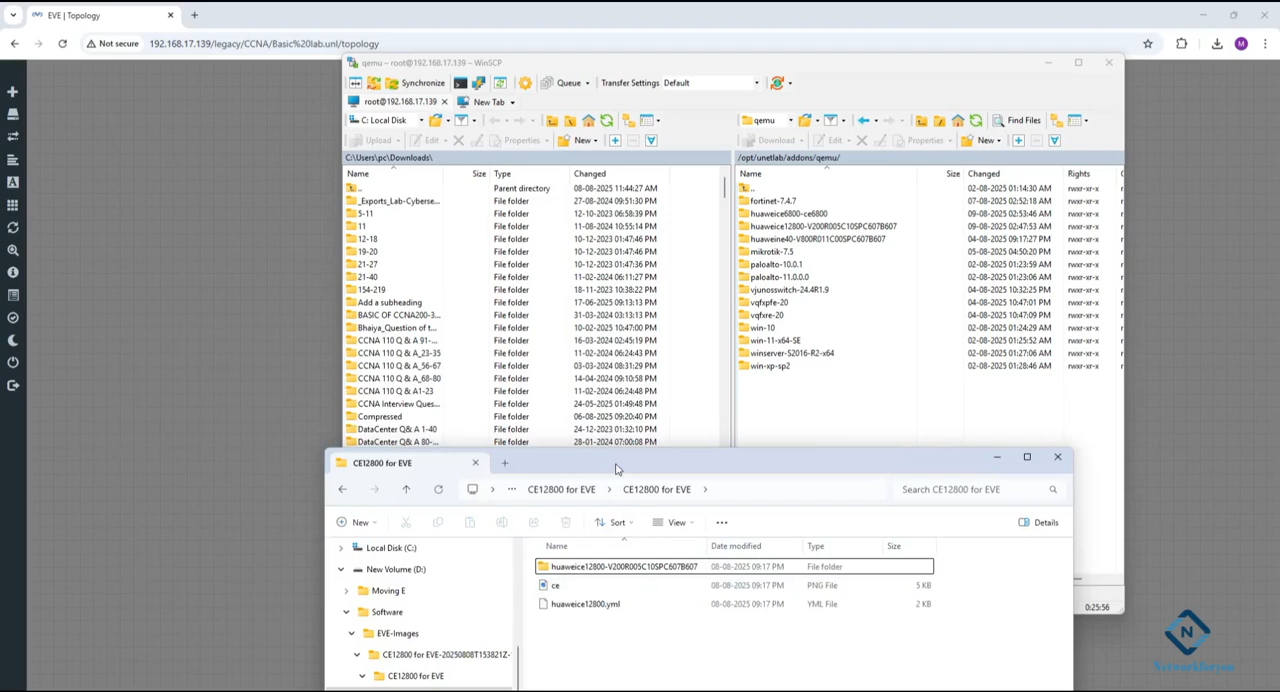 EVE | Topology
Not secure 192.168.17.139/legacy/CCNA/Basic%20lab.unl/topology
M
qemu – root@192.168.17.139 – WinSCP
Synchronize Queue Transfer Settings Default
root@192.168.17.139 × New Tab
C: Local Disk
qemu Find Files
Upload Edit Properties New
Download Edit Properties New
C:\Users\pc\Downloads\
/opt/unetlab/addons/qemu/
Name Size Type Changed
.. Parent directory 08-08-2025 11:44:27 AM
_Exports_Lab-Cyberse... File folder 27-08-2024 09:51:30 PM
5-11 File folder 12-10-2023 06:58:39 PM
11 File folder 11-08-2024 10:55:14 PM
12-18 File folder 10-12-2023 01:47:46 PM
19-20 File folder 10-12-2023 01:47:46 PM
21-27 File folder 10-12-2023 01:47:36 PM
21-40 File folder 11-02-2024 06:11:27 PM
154-219 File folder 18-11-2023 10:38:22 PM
Add a subheading File folder 17-06-2025 09:13:13 PM
BASIC OF CCNA200-3... File folder 31-03-2024 03:13:13 PM
Bhaiya_Question of t... File folder 10-02-2025 10:47:00 PM
CCNA 110 Q & A 91-... File folder 16-03-2024 02:45:19 PM
CCNA 110 Q & A_23-35 File folder 11-02-2024 06:24:43 PM
CCNA 110 Q & A_56-67 File folder 03-03-2024 08:31:29 PM
CCNA 110 Q & A_68-80 File folder 14-04-2024 09:10:58 PM
CCNA 110 Q & A1-23 File folder 11-02-2024 06:24:48 PM
CCNA Interview Ques... File folder 24-05-2025 01:49:48 PM
Compressed File folder 06-08-2025 09:20:40 PM
DataCenter Q& A 1-40 File folder 24-12-2023 01:32:10 PM
DataCenter Q& A 80-... File folder 28-01-2024 07:00:08 PM
Name Size Changed Rights
.. 02-08-2025 01:14:30 AM rwxr-xr-x
fortinet-7.4.7 07-08-2025 02:52:18 AM rwxr-xr-x
huaweice6800-ce6800 09-08-2025 02:53:46 AM rwxr-xr-x
huaweice12800-V200R005C10SPC607B607 09-08-2025 02:47:53 AM rwxr-xr-x
huaweine40-V800R011C00SPC607B607 04-08-2025 09:17:27 PM rwxr-xr-x
mikrotik-7.5 05-08-2025 04:50:20 PM rwxr-xr-x
paloalto-10.0.1 02-08-2025 01:23:59 AM rwxr-xr-x
paloalto-11.0.0.0 02-08-2025 01:23:06 AM rwxr-xr-x
vjunosswitch-24.4R1.9 04-08-2025 10:32:25 PM rwxr-xr-x
vqfxpfe-20 04-08-2025 10:47:01 PM rwxr-xr-x
vqfxre-20 04-08-2025 10:47:09 PM rwxr-xr-x
win-10 02-08-2025 01:24:29 AM rwxr-xr-x
win-11-x64-SE 02-08-2025 01:25:52 AM rwxr-xr-x
winserver-S2016-R2-x64 02-08-2025 01:27:06 AM rwxr-xr-x
win-xp-sp2 02-08-2025 01:28:46 AM rwxr-xr-x
CE12800 for EVE
... CE12800 for EVE > CE12800 for EVE > Search CE12800 for EVE
New Sort View ... Details
Local Disk (C:)
New Volume (D:)
Moving E
Software
EVE-Images
CE12800 for EVE-20250808T153821Z-
CE12800 for EVE
Name Date modified Type Size
huaweice12800-V200R005C10SPC607B607 08-08-2025 09:17 PM File folder
ce 08-08-2025 09:17 PM PNG File 5 KB
huaweice12800.yml 08-08-2025 09:17 PM YML File 2 KB
0:25:56
N
Networkforyou